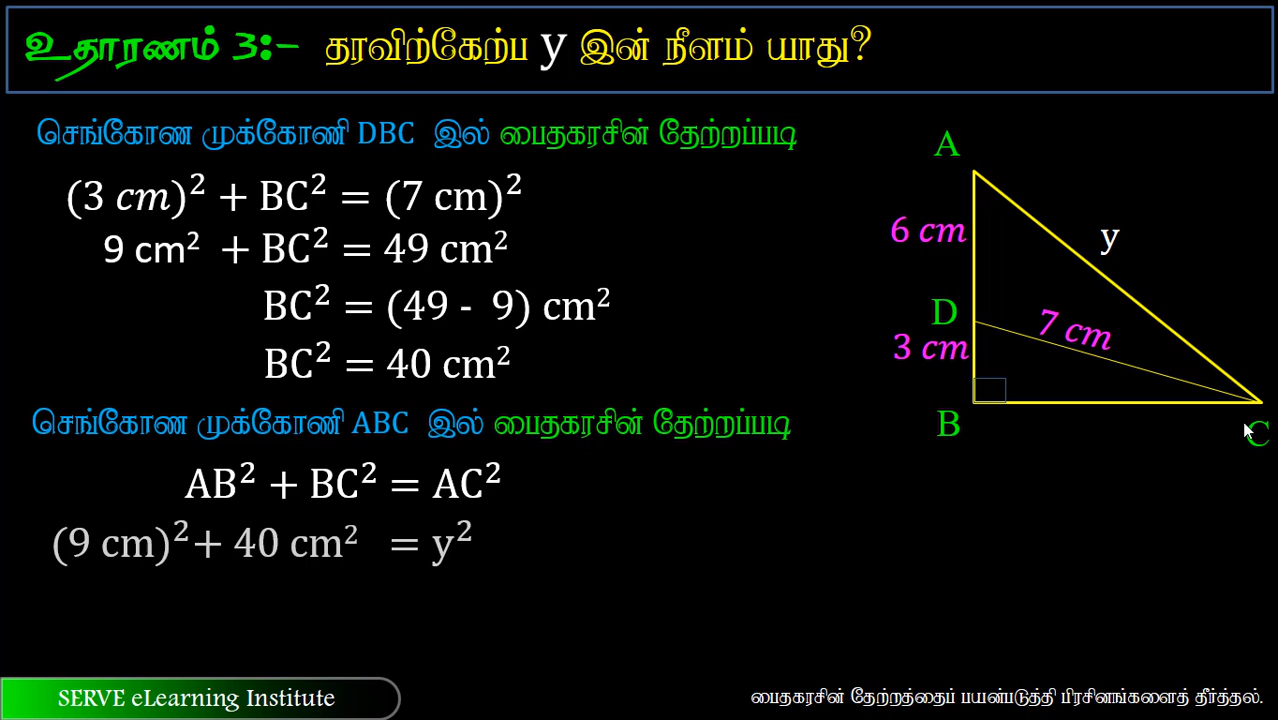 உதாரணம் 3:- தரவிற்கேற்ப y இன் நீளம் யாது?
செங்கோண முக்கோணி DBC இல் பைதகரசின் தேற்றப்படி
(3 cm)² + BC² = (7 cm)²
9 cm² + BC² = 49 cm²
BC² = (49 - 9) cm²
BC² = 40 cm²
செங்கோண முக்கோணி ABC இல் பைதகரசின் தேற்றப்படி
AB² + BC² = AC²
(9 cm)² + 40 cm² = y²
A
6 cm
y
D
7 cm
3 cm
B
C
SERVE eLearning Institute
பைதகரசின் தேற்றத்தைப் பயன்படுத்தி பிரசினங்களைத் தீர்த்தல்.